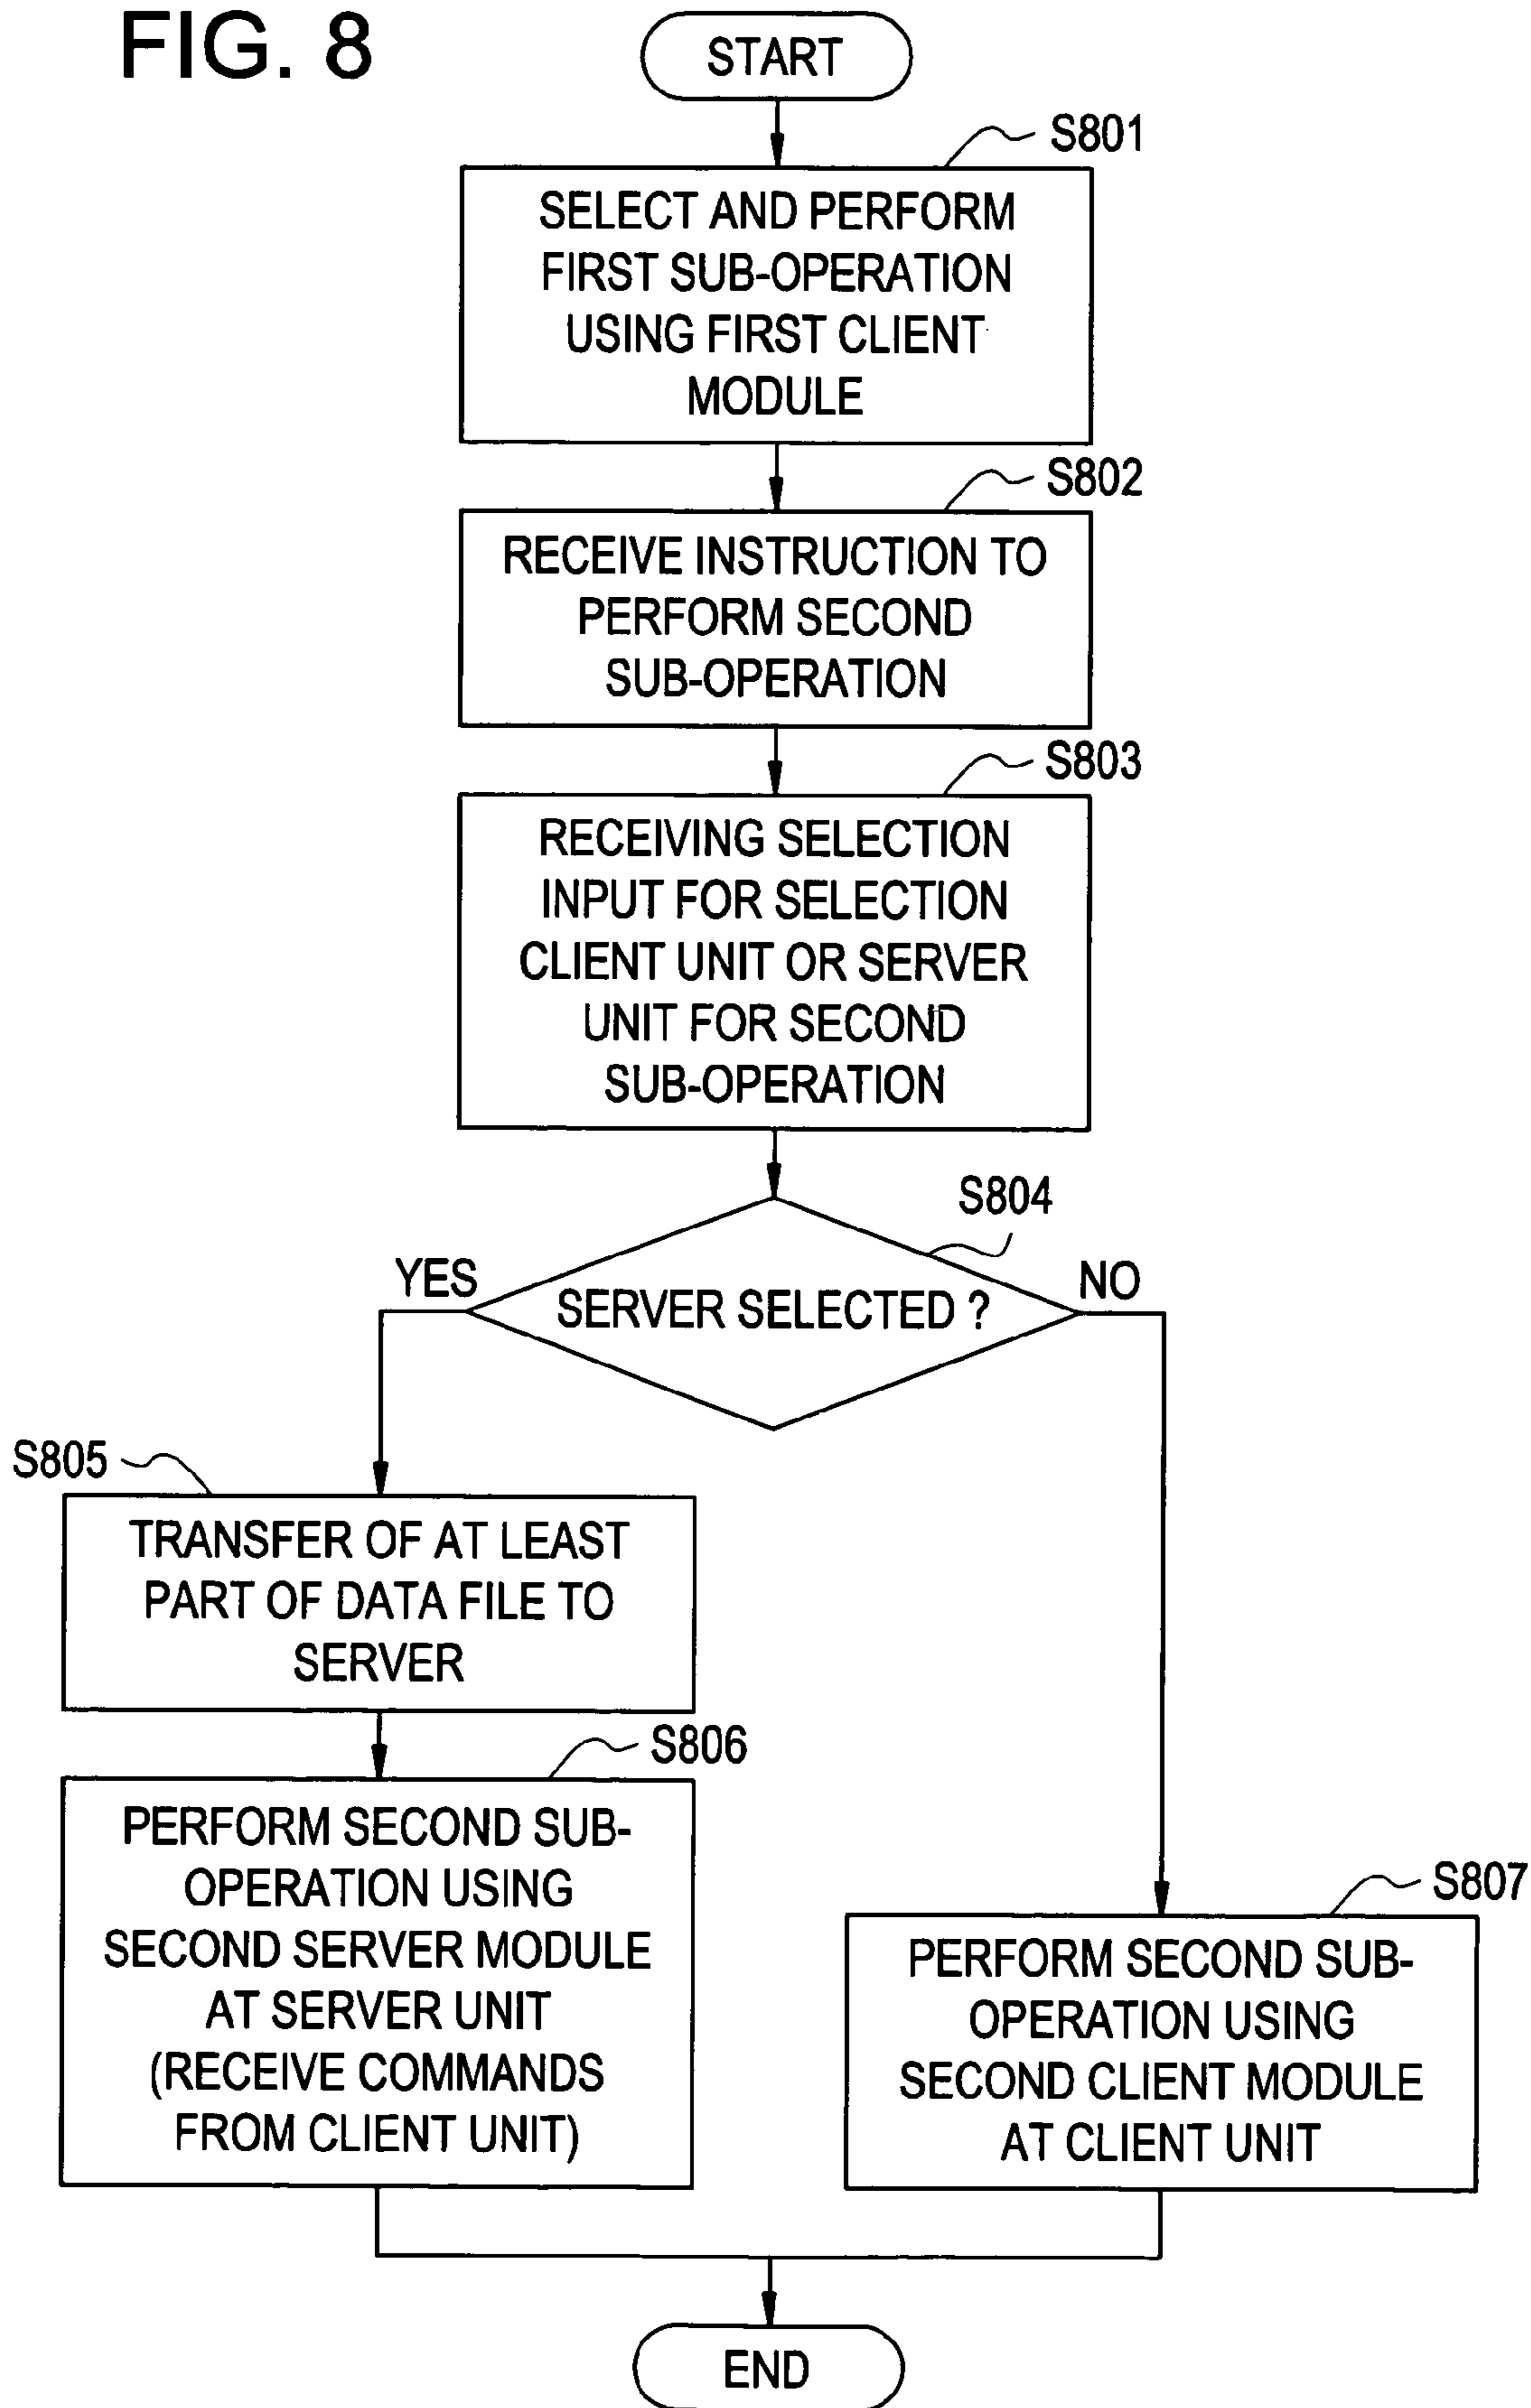 FIG. 8
START
S801
SELECT AND PERFORM
FIRST SUB-OPERATION
USING FIRST CLIENT
MODULE
S802
RECEIVE INSTRUCTION TO
PERFORM SECOND
SUB-OPERATION
S803
RECEIVING SELECTION
INPUT FOR SELECTION
CLIENT UNIT OR SERVER
UNIT FOR SECOND
SUB-OPERATION
S804
YES
SERVER SELECTED ?
NO
S805
TRANSFER OF AT LEAST
PART OF DATA FILE TO
SERVER
S806
PERFORM SECOND SUB-
OPERATION USING
SECOND SERVER MODULE
AT SERVER UNIT
(RECEIVE COMMANDS
FROM CLIENT UNIT)
S807
PERFORM SECOND SUB-
OPERATION USING
SECOND CLIENT MODULE
AT CLIENT UNIT
END